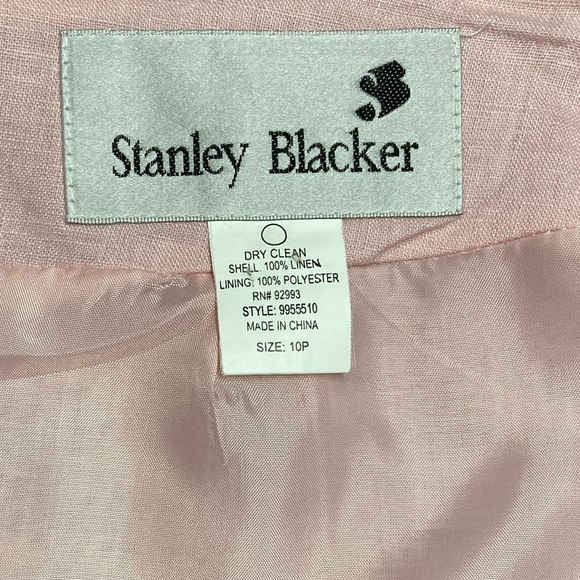 Stanley Blacker
DRY CLEAN
SHELL: 100% LINEN
LINING: 100% POLYESTER
RN# 92993
STYLE: 9955510
MADE IN CHINA
SIZE: 10P